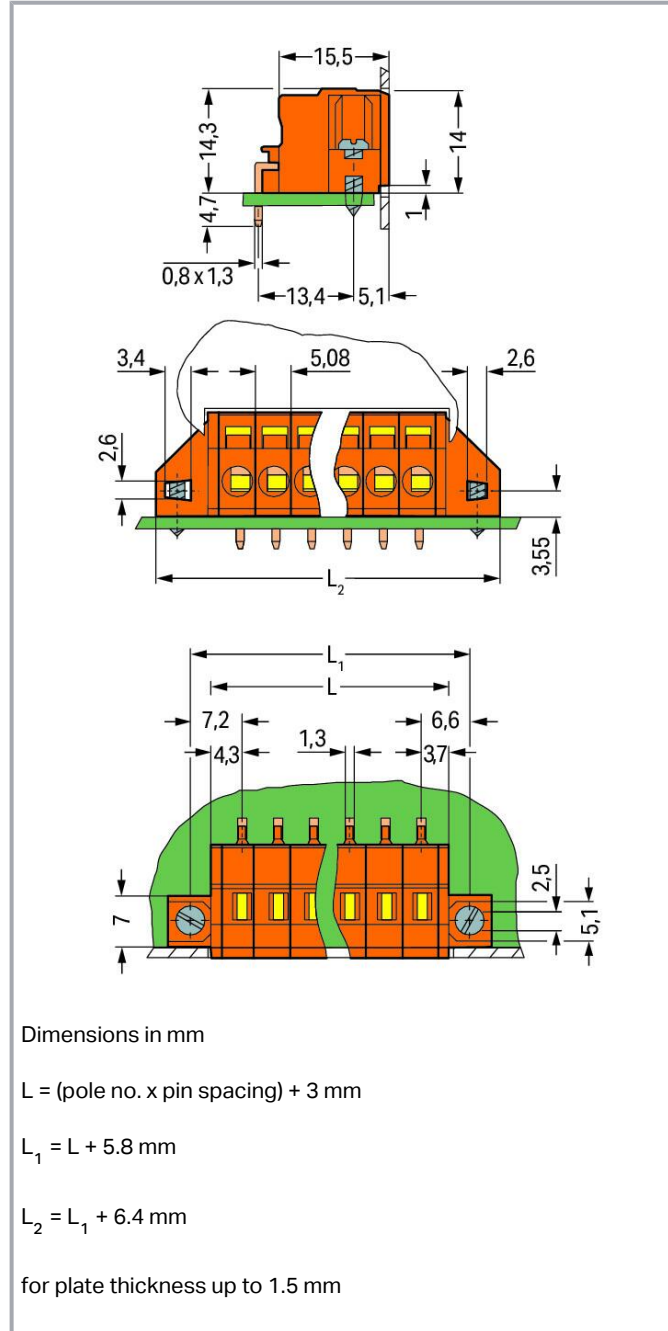 15,5
14,3
14
4,7
1
0,8 x 1,3
13,4
5,1
3,4
5,08
2,6
2,6
3,55
L2
L1
L
7,2
6,6
4,3
1,3
3,7
2,5
7
5,1
Dimensions in mm
L = (pole no. x pin spacing) + 3 mm
L1 = L + 5.8 mm
L2 = L1 + 6.4 mm
for plate thickness up to 1.5 mm